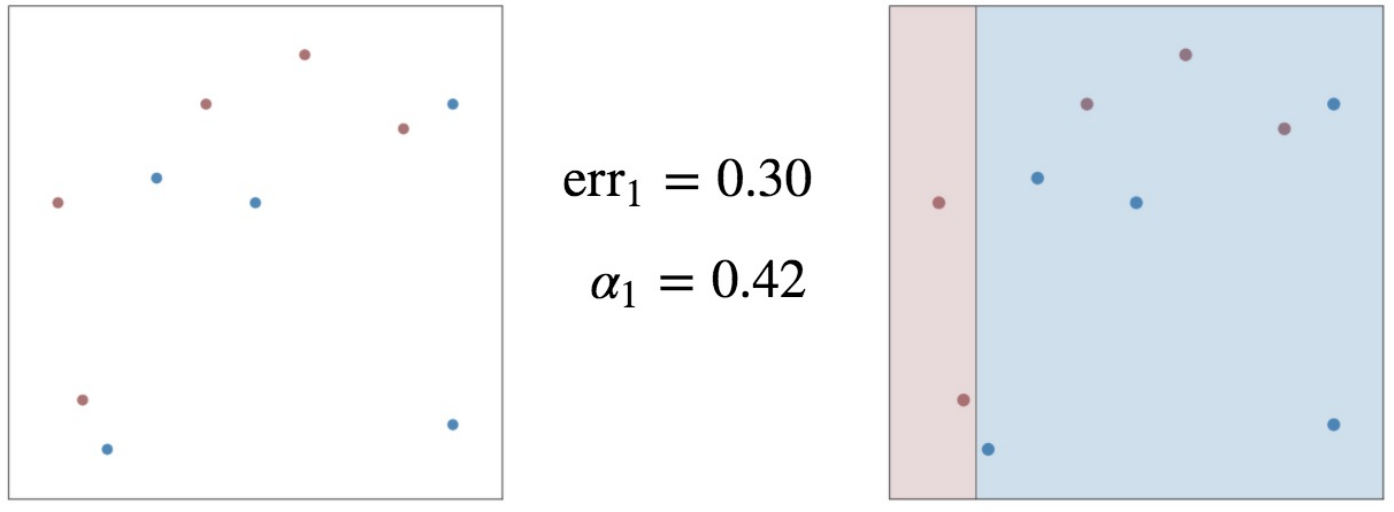 err₁ = 0.30
α₁ = 0.42